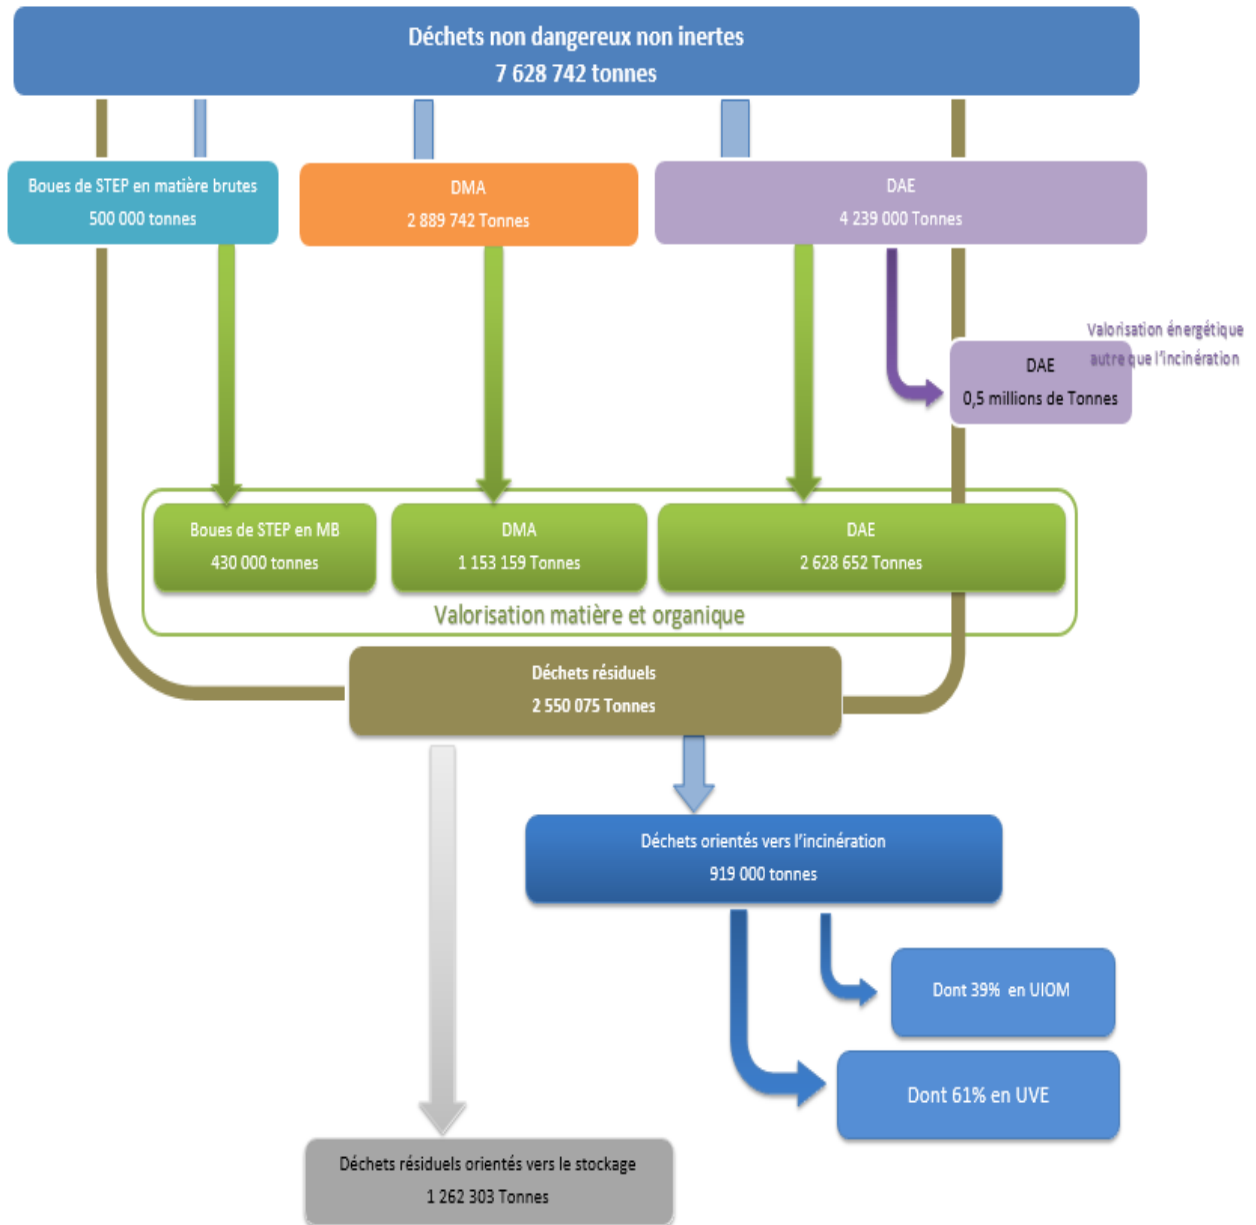 Déchets non dangereux non inertes
7 628 742 tonnes
Boues de STEP en matière brutes
500 000 tonnes
DMA
2 889 742 Tonnes
DAE
4 239 000 Tonnes
Valorisation énergétique
autre que l'incinération
DAE
0,5 millions de Tonnes
Boues de STEP en MB
430 000 tonnes
DMA
1 153 159 Tonnes
DAE
2 628 652 Tonnes
Valorisation matière et organique
Déchets résiduels
2 550 075 Tonnes
Déchets orientés vers l'incinération
919 000 tonnes
Dont 39% en UIOM
Dont 61% en UVE
Déchets résiduels orientés vers le stockage
1 262 303 Tonnes